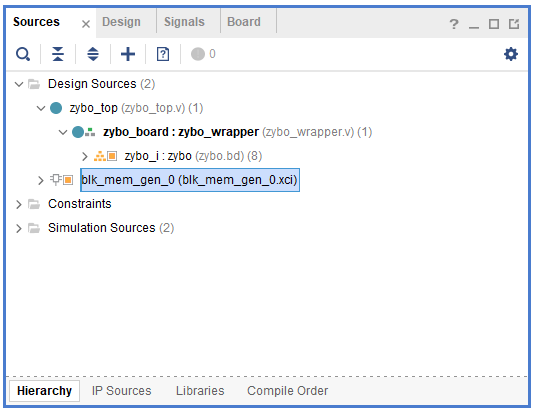 Sources × Design Signals Board
? _
0
Design Sources (2)
zybo_top (zybo_top.v) (1)
zybo_board : zybo_wrapper (zybo_wrapper.v) (1)
zybo_i : zybo (zybo.bd) (8)
blk_mem_gen_0 (blk_mem_gen_0.xci)
Constraints
Simulation Sources (2)
Hierarchy IP Sources Libraries Compile Order